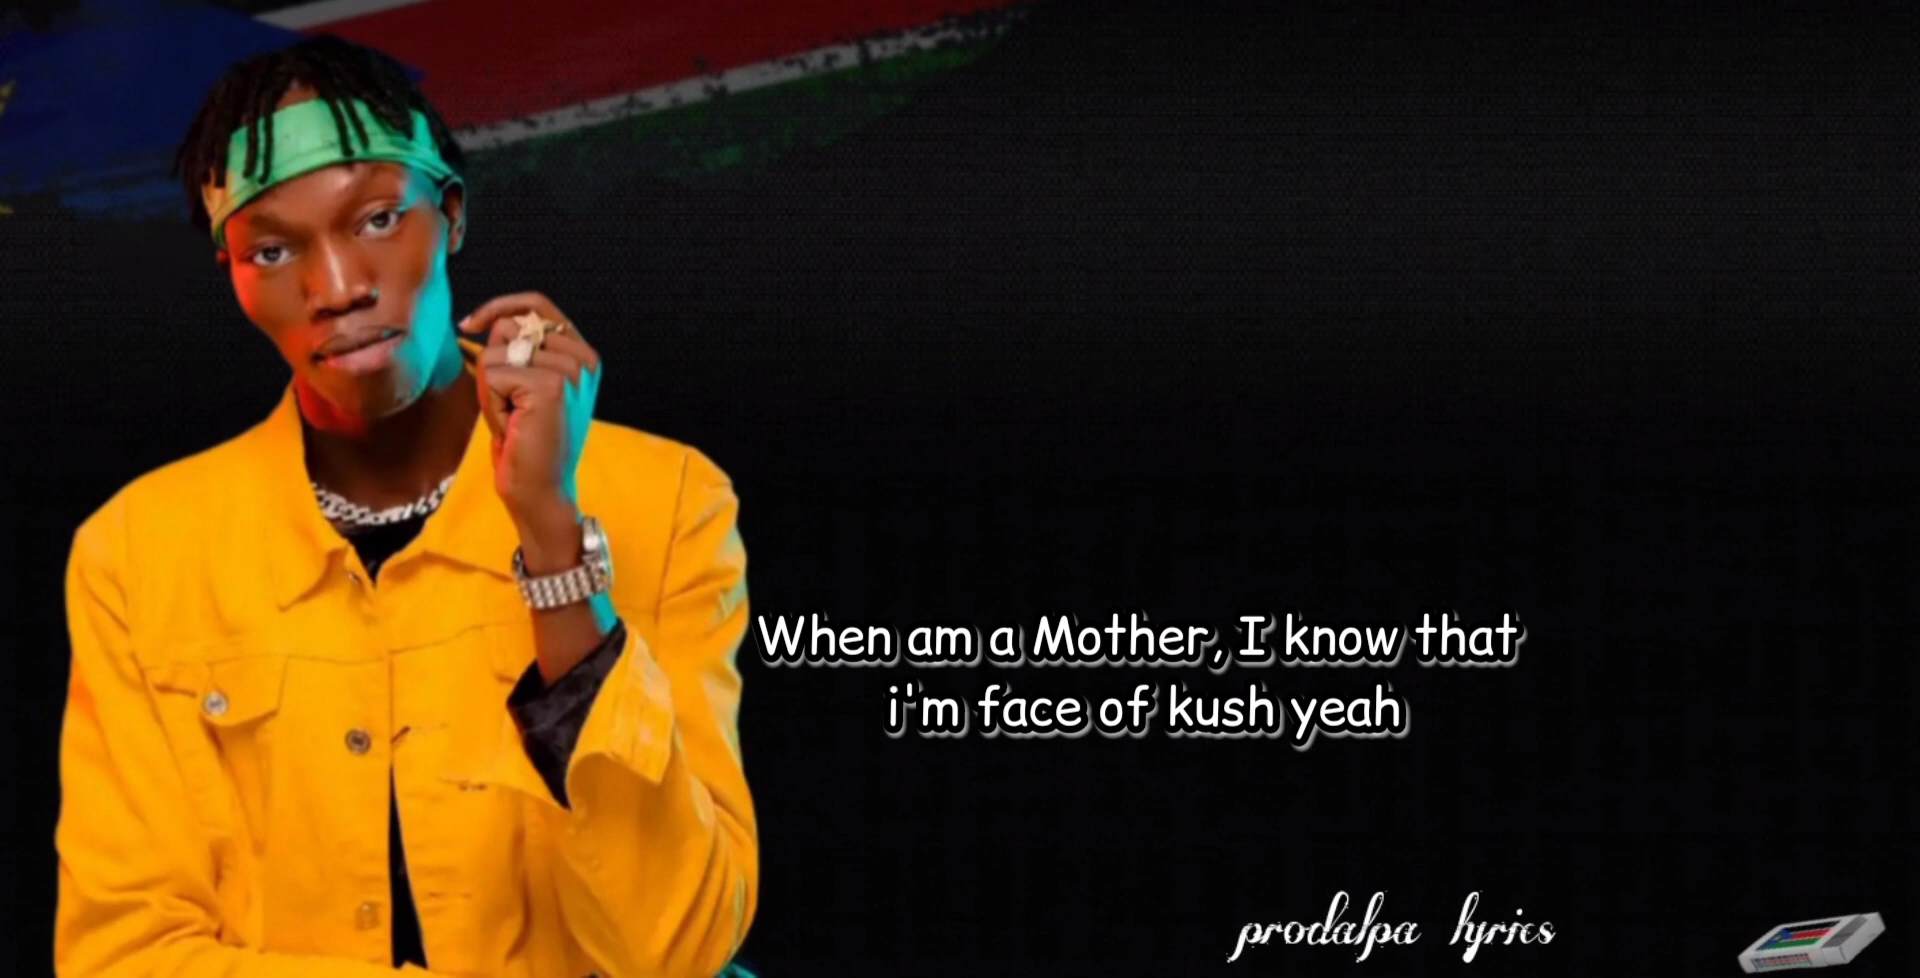 When am a Mother, I know that
i'm face of kush yeah
prodalpa lyrics